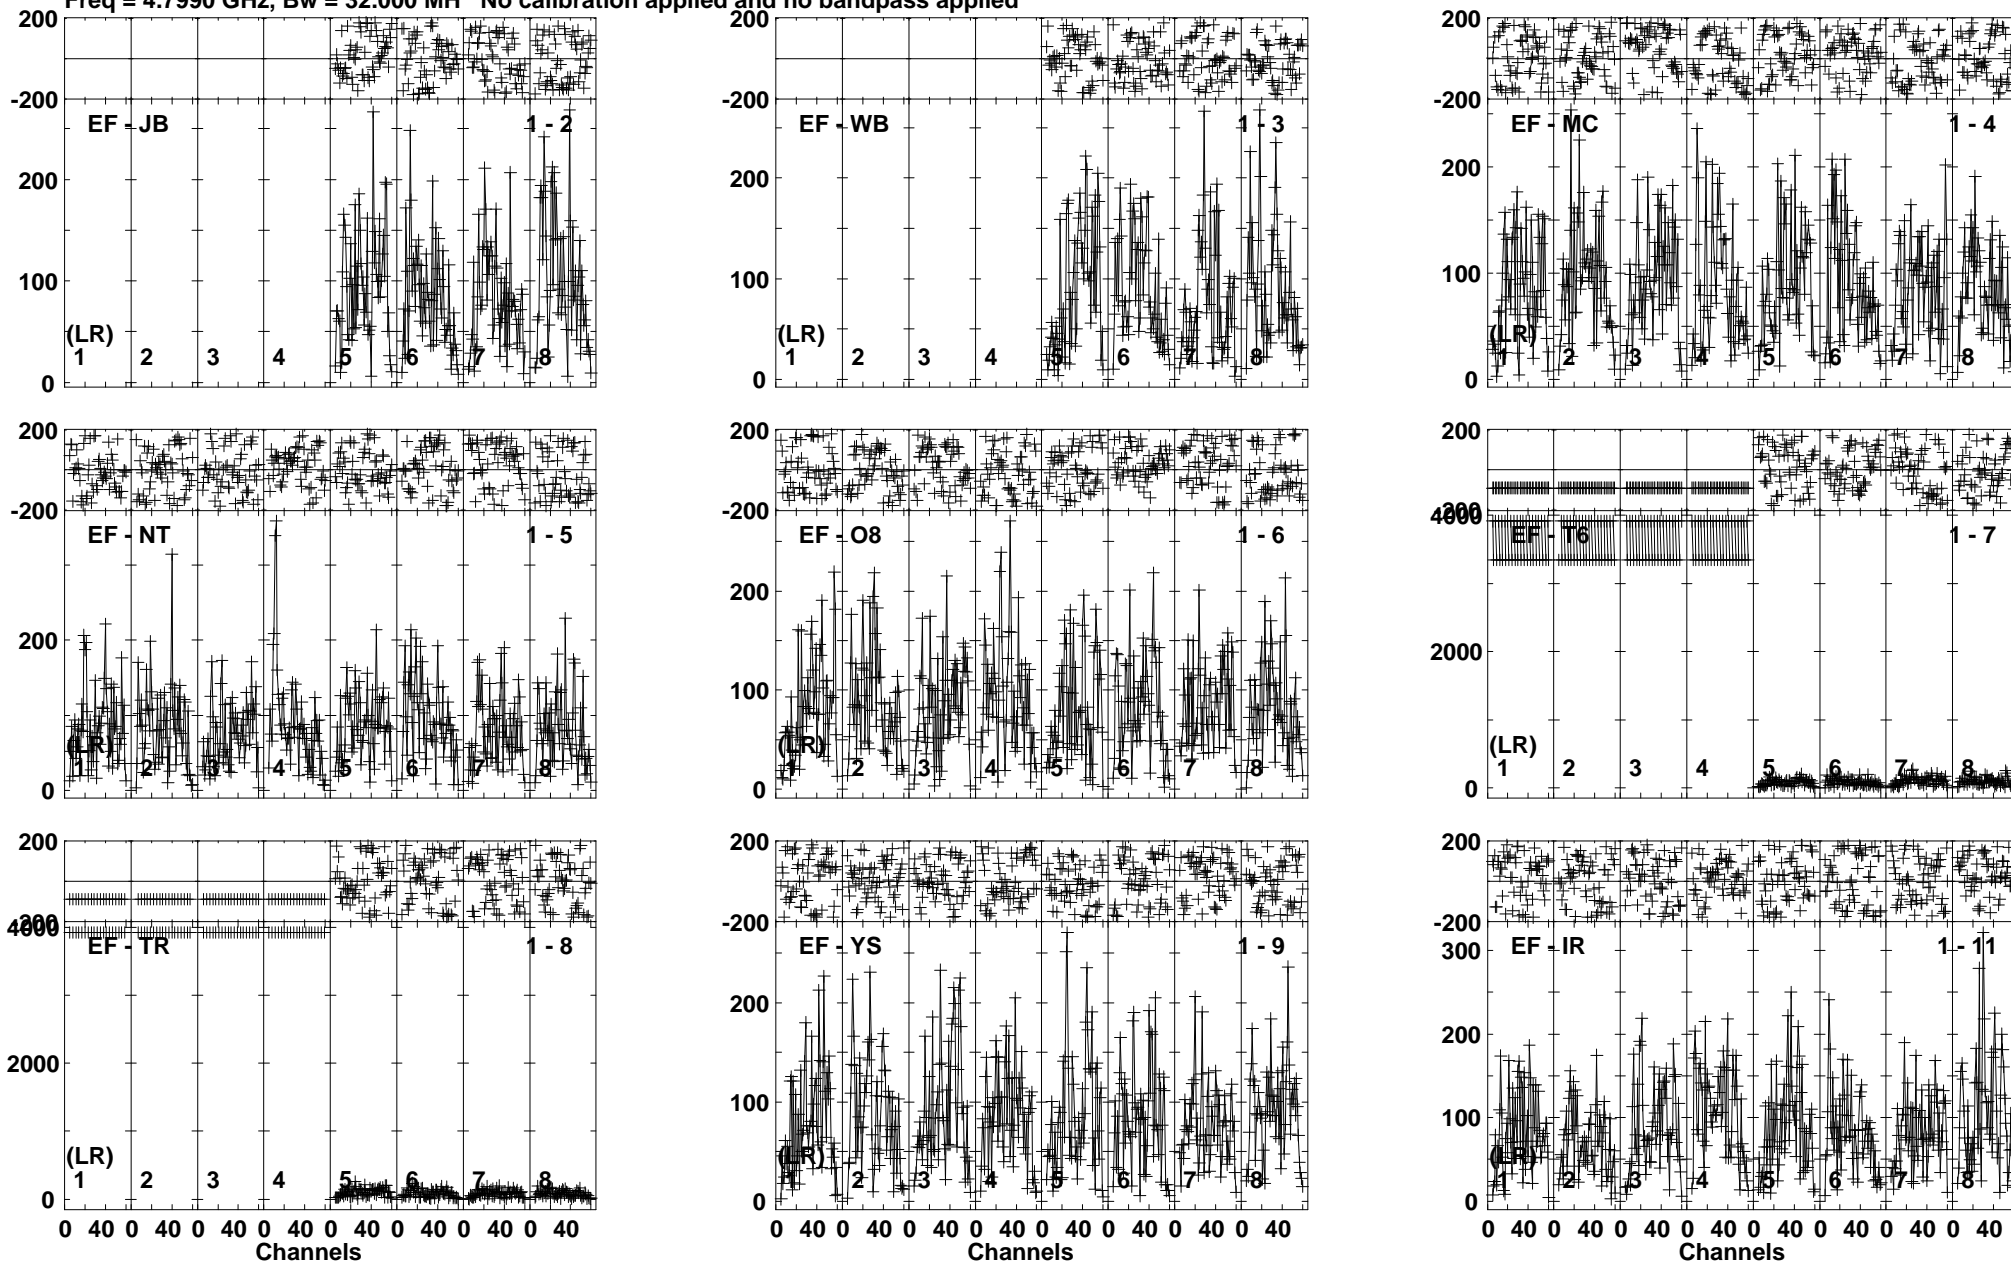 Freq = 4.7990 GHz, Bw = 32.000 MH   No calibration applied and no bandpass applied
200 200 200
-200 -200 -200
EF - JB 1 - 2 EF - WB 1 - 3 EF - MC 1 - 4
200 200 200
100 100 100
(LR) (LR) (LR)
1 2 3 4 5 6 7 8 1 2 3 4 5 6 7 8 1 2 3 4 5 6 7 8
0 0 0
200 200 200
-200 -200 -200
4000
EF - NT 1 - 5 EF - O8 1 - 6 EF - T6 1 - 7
200 200 2000
100
(LR) (LR) (LR)
1 2 3 4 5 6 7 8 1 2 3 4 5 6 7 8 1 2 3 4 5 6 7 8
0 0 0
200 200 200
-200 -200 -200
4000
EF - TR 1 - 8 EF - YS 1 - 9 EF - IR 1 - 11
300
2000 200 200
100 100
(LR) (LR) (LR)
1 2 3 4 5 6 7 8 1 2 3 4 5 6 7 8 1 2 3 4 5 6 7 8
0 0 0
0 40 0 40 0 40 0 40 0 40 0 40 0 40 0 40 0 40 0 40 0 40 0 40 0 40 0 40 0 40 0 40 0 40 0 40 0 40 0 40 0 40 0 40 0 40 0 40
Channels Channels Channels